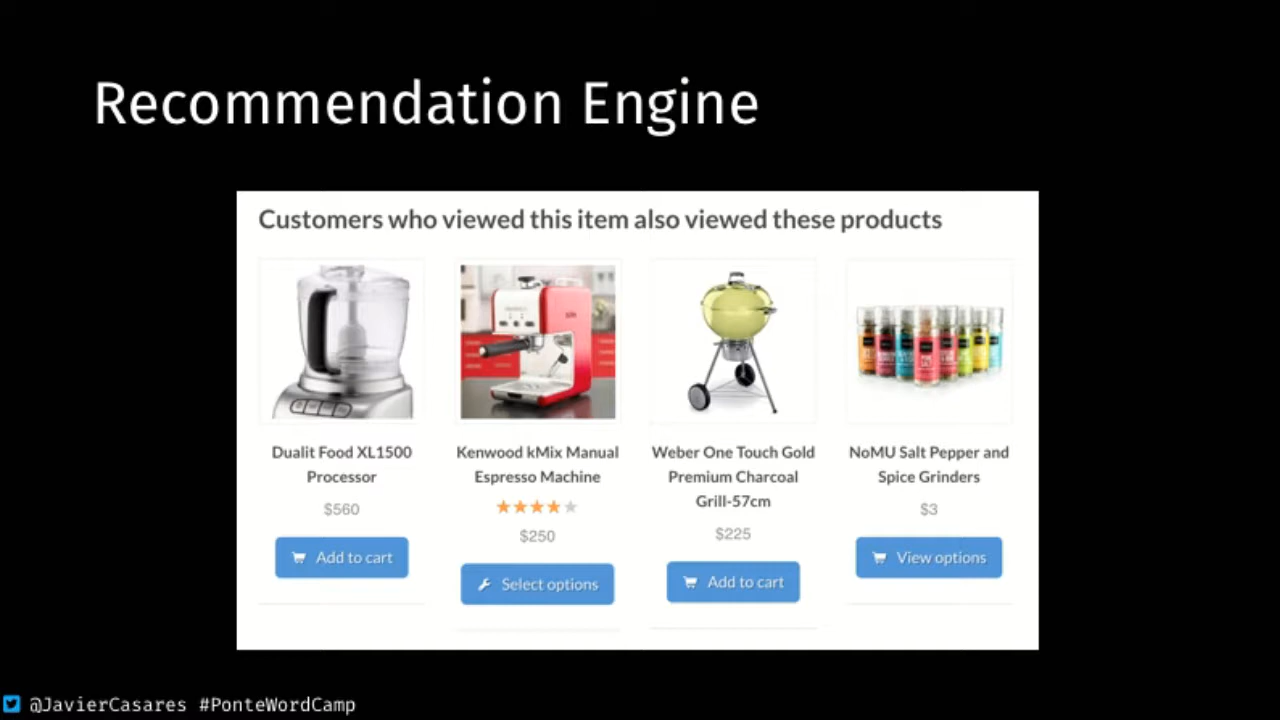 Recommendation Engine
Customers who viewed this item also viewed these products
Dualit Food XL1500
Processor
$560
Add to cart
Kenwood kMix Manual
Espresso Machine
$250
Select options
Weber One Touch Gold
Premium Charcoal
Grill-57cm
$225
Add to cart
NoMU Salt Pepper and
Spice Grinders
$3
View options
@JavierCasares #PonteWordCamp